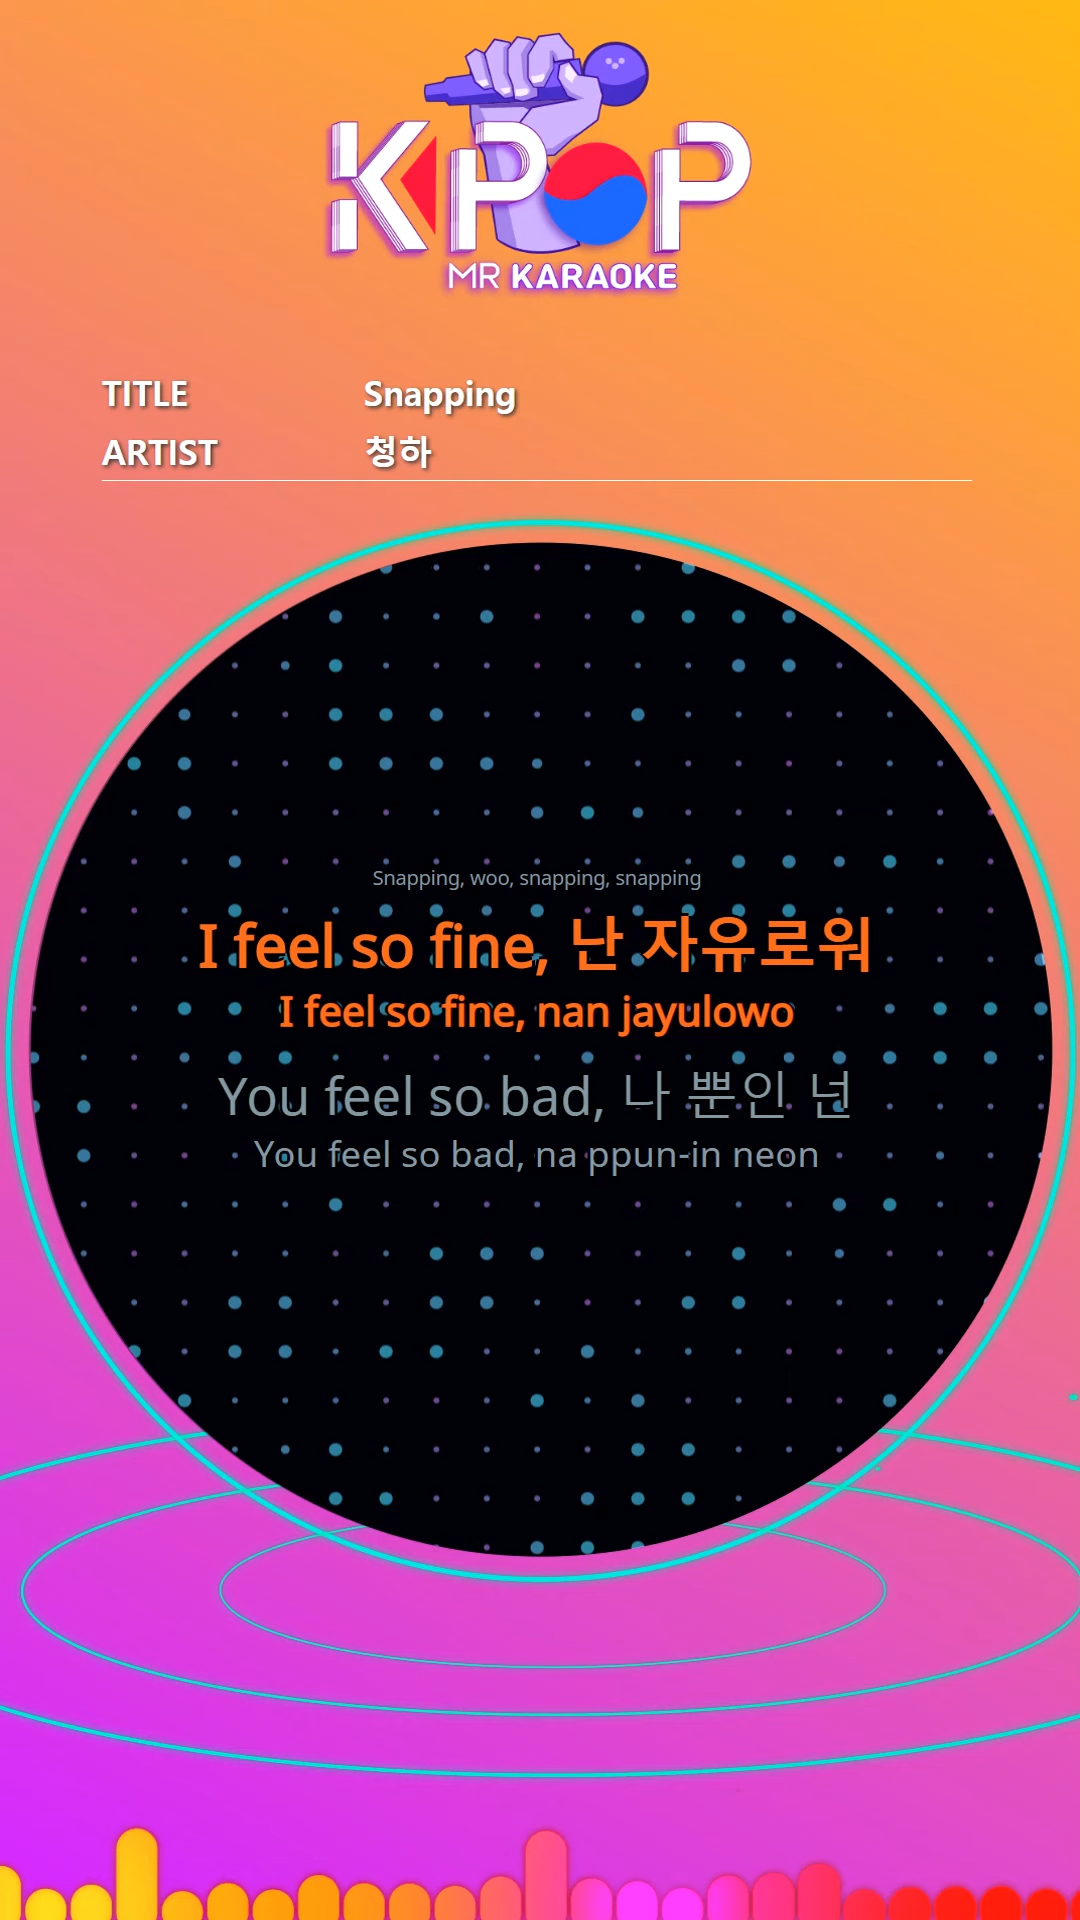 KPOP
MR KARAOKE
TITLE Snapping
ARTIST 청하
Snapping, woo, snapping, snapping
I feel so fine, 난 자유로워
I feel so fine, nan jayulowo
You feel so bad, 나 뿐인 넌
You feel so bad, na ppun-in neon